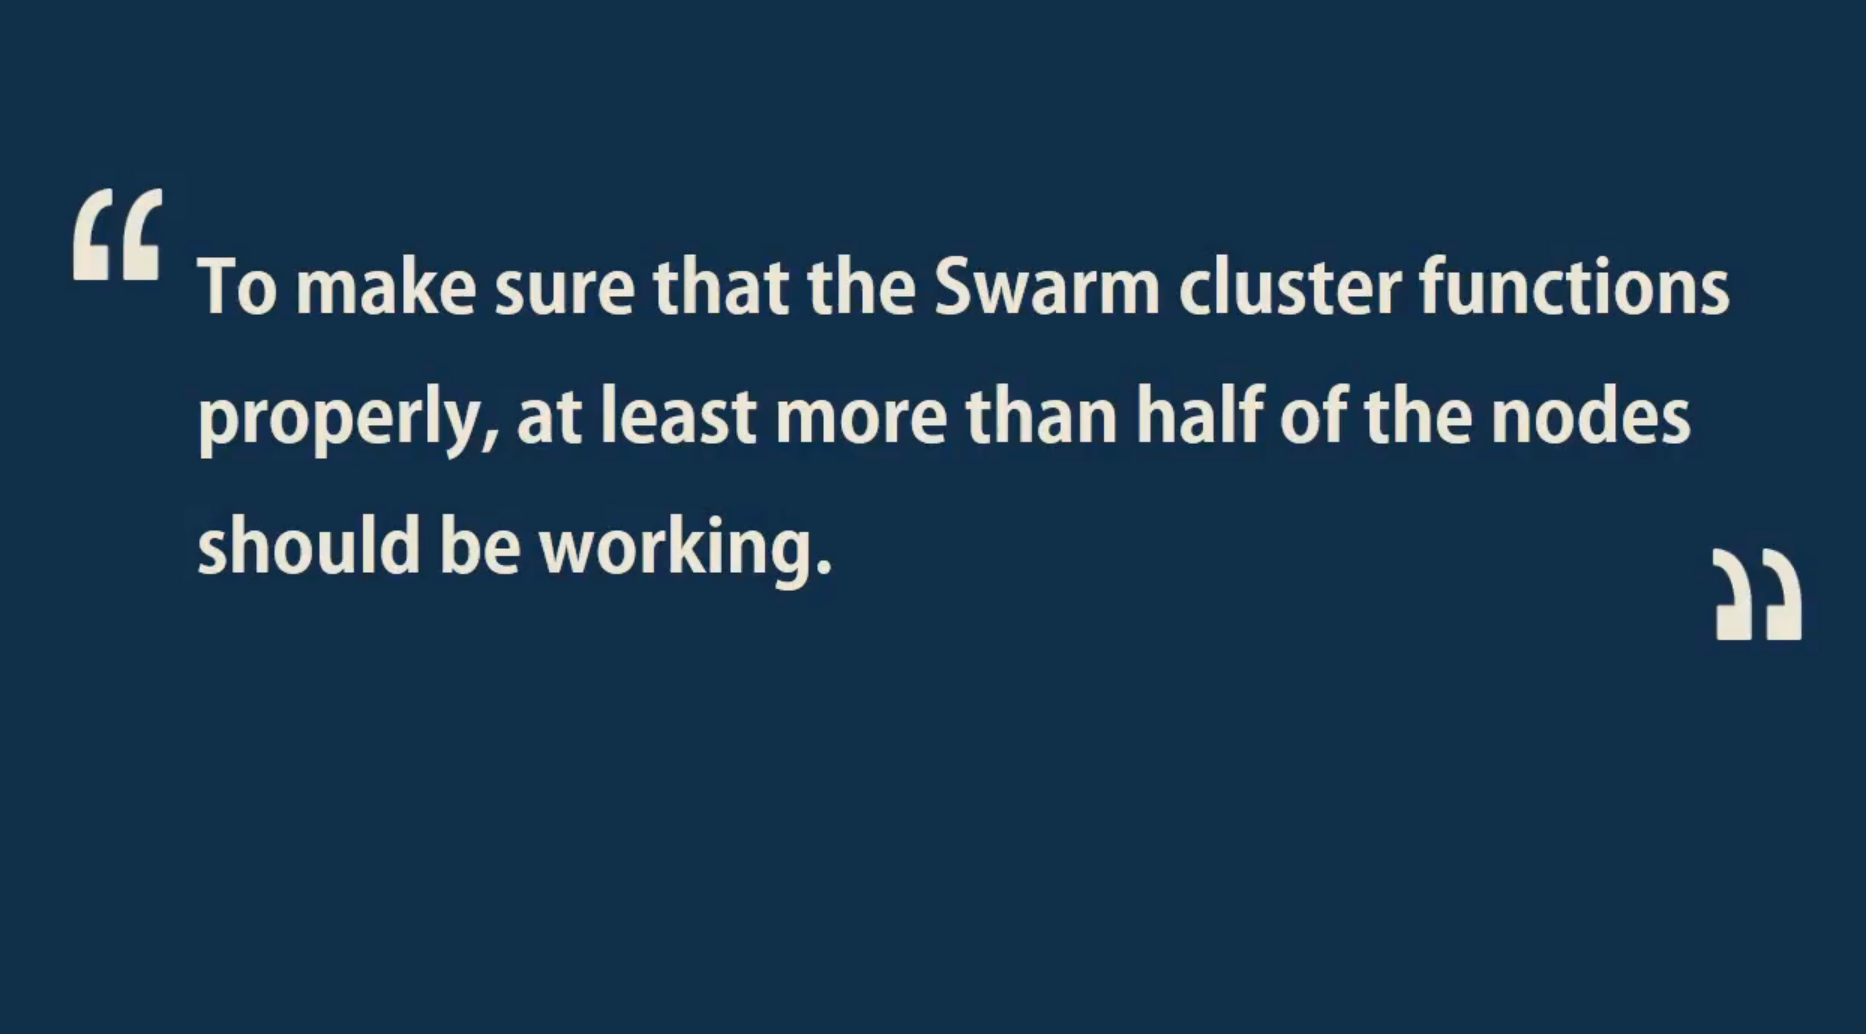 “To make sure that the Swarm cluster functions
properly, at least more than half of the nodes
should be working.”